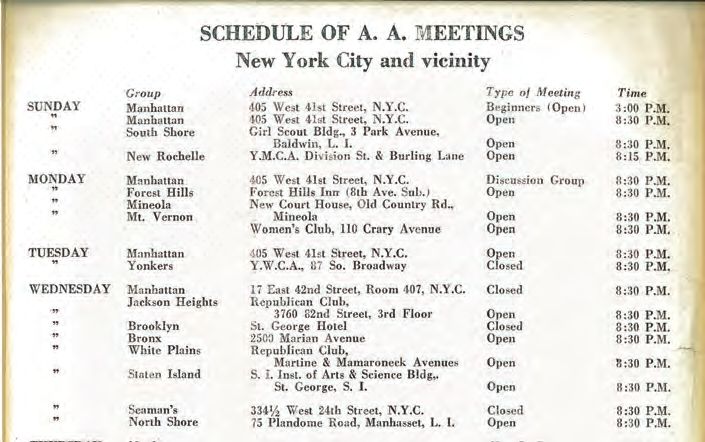 SCHEDULE OF A. A. MEETINGS
New York City and vicinity
Group Address Type of Meeting Time
SUNDAY Manhattan 405 West 41st Street, N.Y.C. Beginners (Open) 3:00 P.M.
" Manhattan 405 West 41st Street, N.Y.C. Open 8:30 P.M.
" South Shore Girl Scout Bldg., 3 Park Avenue,
Baldwin, L. I. Open 8:30 P.M.
" New Rochelle Y.M.C.A. Division St. & Burling Lane Open 8:15 P.M.
MONDAY Manhattan 405 West 41st Street, N.Y.C. Discussion Group 8:30 P.M.
" Forest Hills Forest Hills Inn (8th Ave. Sub.) Open 8:30 P.M.
" Mineola New Court House, Old Country Rd.,
" Mt. Vernon Mineola Open 8:30 P.M.
Women's Club, 110 Crary Avenue Open 8:30 P.M.
TUESDAY Manhattan 405 West 41st Street, N.Y.C. Open 8:30 P.M.
" Yonkers Y.W.C.A., 87 So. Broadway Closed 8:30 P.M.
WEDNESDAY Manhattan 17 East 42nd Street, Room 407, N.Y.C. Closed 8:30 P.M.
Jackson Heights Republican Club,
" 3760 82nd Street, 3rd Floor Open 8:30 P.M.
" Brooklyn St. George Hotel Closed 8:30 P.M.
" Bronx 2500 Marian Avenue Open 8:30 P.M.
" White Plains Republican Club,
Martine & Mamaroneck Avenues Open 8:30 P.M.
" Staten Island S. I. Inst. of Arts & Science Bldg.,
St. George, S. I. Open 8:30 P.M.
" Seaman's 334½ West 24th Street, N.Y.C. Closed 8:30 P.M.
" North Shore 75 Plandome Road, Manhasset, L. I. Open 8:30 P.M.